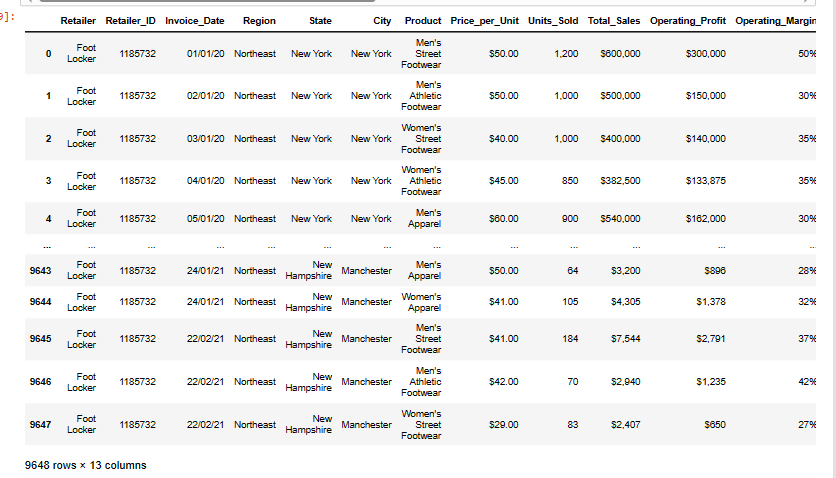 ]:
Retailer Retailer_ID Invoice_Date Region State City Product Price_per_Unit Units_Sold Total_Sales Operating_Profit Operating_Margin
0 Foot Locker 1185732 01/01/20 Northeast New York New York Men's Street Footwear $50.00 1,200 $600,000 $300,000 50%
1 Foot Locker 1185732 02/01/20 Northeast New York New York Men's Athletic Footwear $50.00 1,000 $500,000 $150,000 30%
2 Foot Locker 1185732 03/01/20 Northeast New York New York Women's Street Footwear $40.00 1,000 $400,000 $140,000 35%
3 Foot Locker 1185732 04/01/20 Northeast New York New York Women's Athletic Footwear $45.00 850 $382,500 $133,875 35%
4 Foot Locker 1185732 05/01/20 Northeast New York New York Men's Apparel $60.00 900 $540,000 $162,000 30%
... ... ... ... ... ... ... ... ... ... ... ... ...
9643 Foot Locker 1185732 24/01/21 Northeast New Hampshire Manchester Men's Apparel $50.00 64 $3,200 $896 28%
9644 Foot Locker 1185732 24/01/21 Northeast New Hampshire Manchester Women's Apparel $41.00 105 $4,305 $1,378 32%
9645 Foot Locker 1185732 22/02/21 Northeast New Hampshire Manchester Men's Street Footwear $41.00 184 $7,544 $2,791 37%
9646 Foot Locker 1185732 22/02/21 Northeast New Hampshire Manchester Men's Athletic Footwear $42.00 70 $2,940 $1,235 42%
9647 Foot Locker 1185732 22/02/21 Northeast New Hampshire Manchester Women's Street Footwear $29.00 83 $2,407 $650 27%
9648 rows × 13 columns